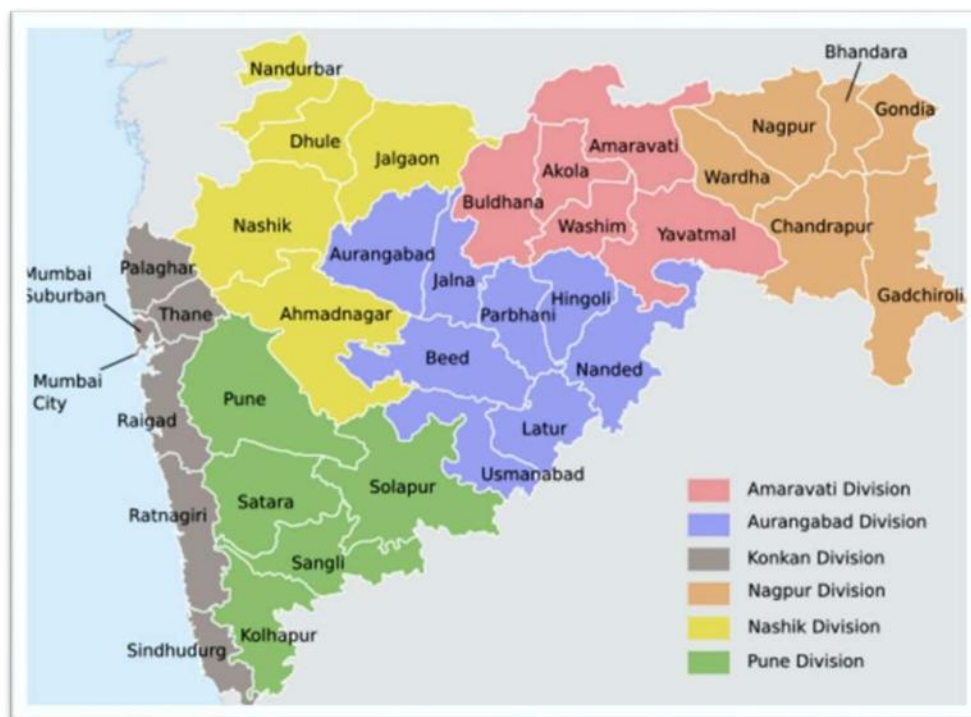 Bhandara
Nandurbar
Gondia
Nagpur
Dhule
Amaravati
Jalgaon
Akola
Wardha
Buldhana
Nashik
Washim
Chandrapur
Yavatmal
Aurangabad
Palaghar
Mumbai
Suburban
Jalna
Hingoli
Gadchiroli
Thane
Ahmadnagar
Parbhani
Beed
Nanded
Mumbai
City
Pune
Raigad
Latur
Usmanabad
Solapur
Satara
Ratnagiri
Sangli
Kolhapur
Sindhudurg
Amaravati Division
Aurangabad Division
Konkan Division
Nagpur Division
Nashik Division
Pune Division